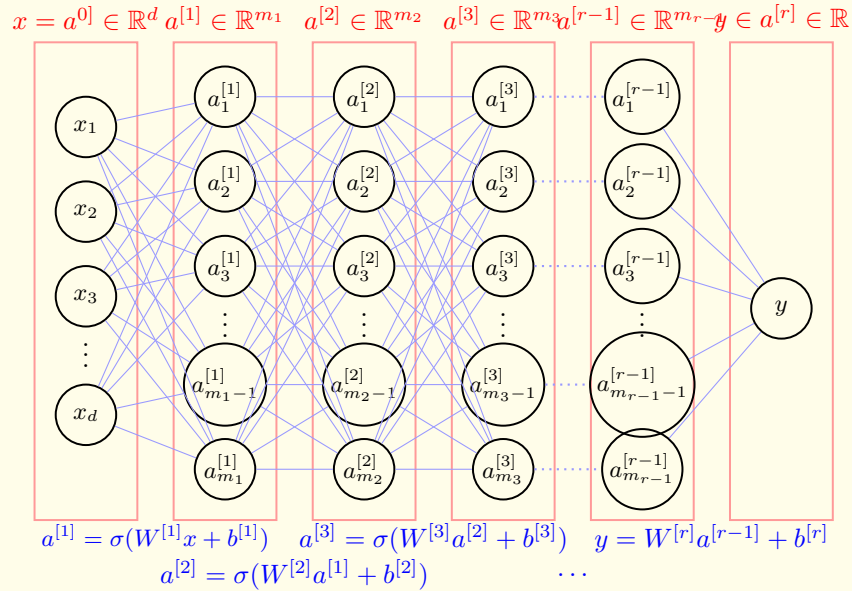 x = a^{0]} ∈ ℝ^d a^{[1]} ∈ ℝ^{m_1} a^{[2]} ∈ ℝ^{m_2} a^{[3]} ∈ ℝ^{m_3} a^{[r−1]} ∈ ℝ^{m_{r−1}} y ∈ a^{[r]} ∈ ℝ
x_1
x_2
x_3
⋮
x_d
a_1^{[1]}
a_2^{[1]}
a_3^{[1]}
⋮
a_{m_1−1}^{[1]}
a_{m_1}^{[1]}
a_1^{[2]}
a_2^{[2]}
a_3^{[2]}
⋮
a_{m_2−1}^{[2]}
a_{m_2}^{[2]}
a_1^{[3]}
a_2^{[3]}
a_3^{[3]}
⋮
a_{m_3−1}^{[3]}
a_{m_3}^{[3]}
a_1^{[r−1]}
a_2^{[r−1]}
a_3^{[r−1]}
⋮
a_{m_{r−1}−1}^{[r−1]}
a_{m_{r−1}}^{[r−1]}
y
a^{[1]} = σ(W^{[1]}x + b^{[1]}) a^{[3]} = σ(W^{[3]}a^{[2]} + b^{[3]}) y = W^{[r]}a^{[r−1]} + b^{[r]}
a^{[2]} = σ(W^{[2]}a^{[1]} + b^{[2]}) ⋯